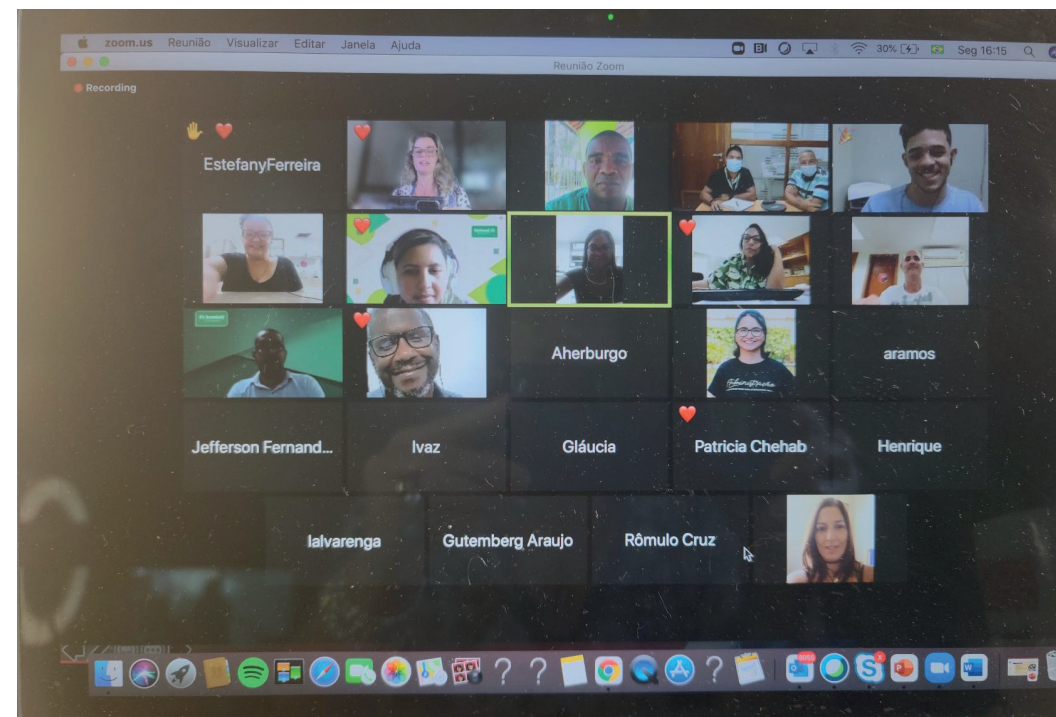 zoom.us Reunião Visualizar Editar Janela Ajuda 30% Seg 16:15
Reunião Zoom
Recording
EstefanyFerreira
Aherburgo
aramos
Jefferson Fernand...
Ivaz
Gláucia
Patricia Chehab
Henrique
lalvarenga
Gutemberg Araujo
Rômulo Cruz